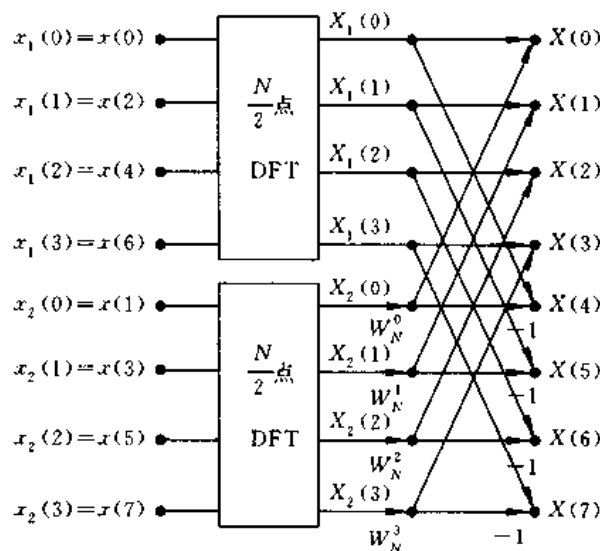 x₁(0)=x(0) X₁(0) X(0)
x₁(1)=x(2) X₁(1) X(1)
N/2 点
x₁(2)=x(4) DFT X₁(2) X(2)
x₁(3)=x(6) X₁(3) X(3)
x₂(0)=x(1) X₂(0) W_N^0 -1 X(4)
x₂(1)=x(3) N/2 点 X₂(1) W_N^1 -1 X(5)
x₂(2)=x(5) DFT X₂(2) W_N^2 -1 X(6)
x₂(3)=x(7) X₂(3) W_N^3 -1 X(7)